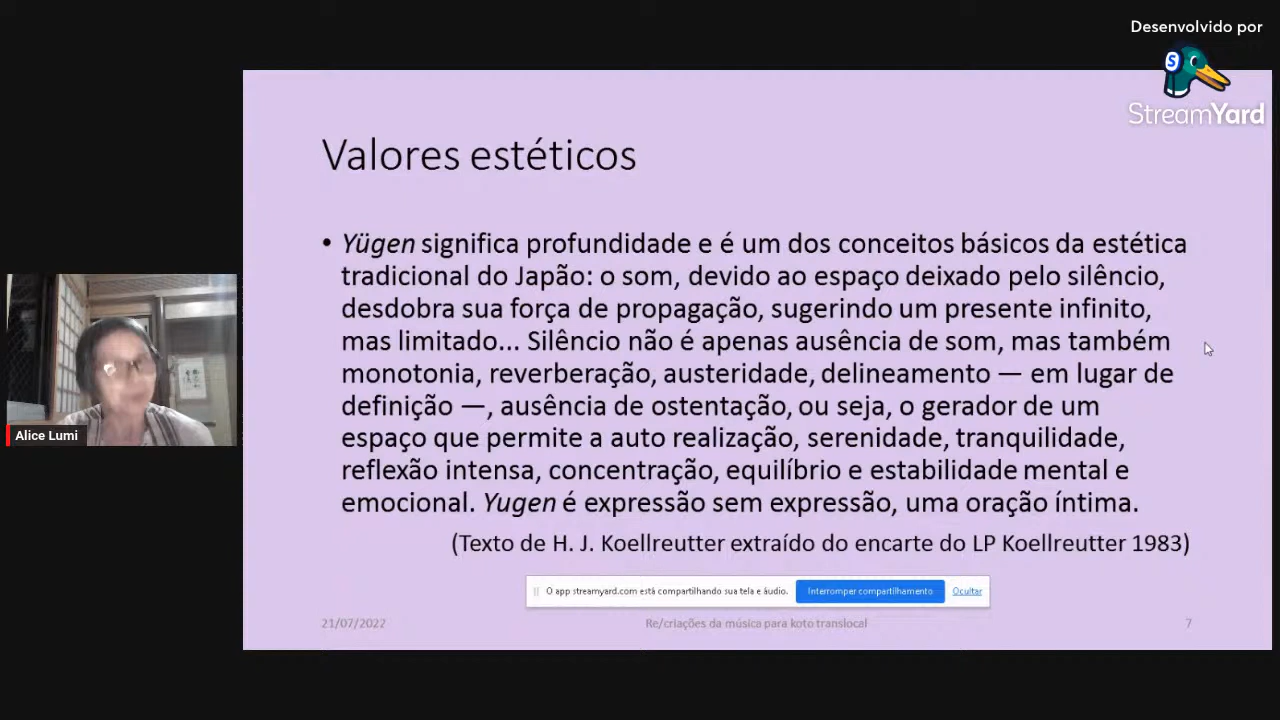 Desenvolvido por
StreamYard
Valores estéticos
• Yügen significa profundidade e é um dos conceitos básicos da estética
tradicional do Japão: o som, devido ao espaço deixado pelo silêncio,
desdobra sua força de propagação, sugerindo um presente infinito,
mas limitado... Silêncio não é apenas ausência de som, mas também
monotonia, reverberação, austeridade, delineamento — em lugar de
definição —, ausência de ostentação, ou seja, o gerador de um
espaço que permite a auto realização, serenidade, tranquilidade,
reflexão intensa, concentração, equilíbrio e estabilidade mental e
emocional. Yugen é expressão sem expressão, uma oração íntima.
(Texto de H. J. Koellreutter extraído do encarte do LP Koellreutter 1983)
Alice Lumi
O app streamyard.com está compartilhando sua tela e áudio. Interromper compartilhamento Ocultar
21/07/2022 Re/criações da música para koto translocal 7